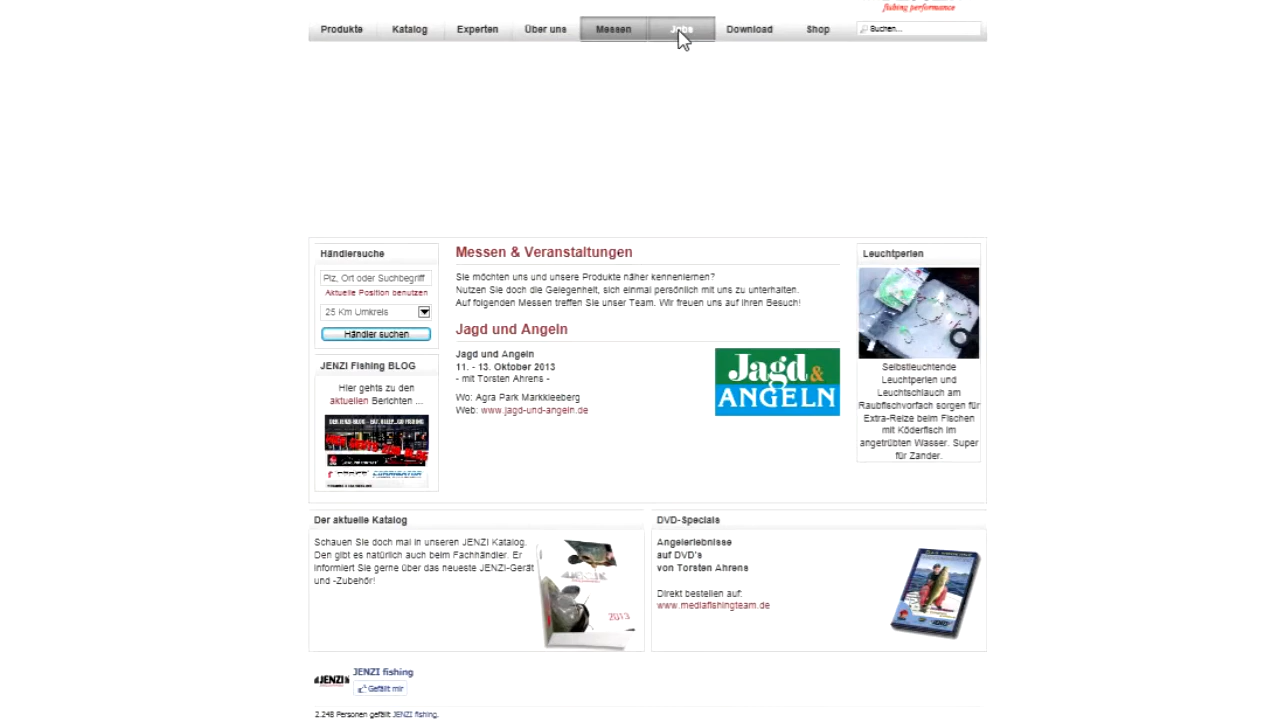 fishing performance
Produkte Katalog Experten Über uns Messen Jobs Download Shop Suchen...
Händlersuche
Plz, Ort oder Suchbegriff
Aktuelle Position benutzen
25 Km Umkreis
Händler suchen
JENZI Fishing BLOG
Hier gehts zu den
aktuellen Berichten ...
Messen & Veranstaltungen
Sie möchten uns und unsere Produkte näher kennenlernen?
Nutzen Sie doch die Gelegenheit, sich einmal persönlich mit uns zu unterhalten.
Auf folgenden Messen treffen Sie unser Team. Wir freuen uns auf Ihren Besuch!
Jagd und Angeln
Jagd und Angeln
11. - 13. Oktober 2013
- mit Torsten Ahrens -
Wo: Agra Park Markkleeberg
Web: www.jagd-und-angeln.de
Jagd &
ANGELN
Leuchtperlen
Selbstleuchtende
Leuchtperlen und
Leuchtschlauch am
Raubfischvorfach sorgen für
Extra-Reize beim Fischen
mit Köderfisch im
angetrübten Wasser. Super
für Zander.
Der aktuelle Katalog
Schauen Sie doch mal in unseren JENZI Katalog.
Den gibt es natürlich auch beim Fachhändler. Er
informiert Sie gerne über das neueste JENZI-Gerät
und -Zubehör!
JENZI
2013
DVD-Specials
Angelerlebnisse
auf DVD's
von Torsten Ahrens
Direkt bestellen auf:
www.mediafishingteam.de
JENZI
JENZI fishing
Gefällt mir
2.248 Personen gefällt JENZI fishing.